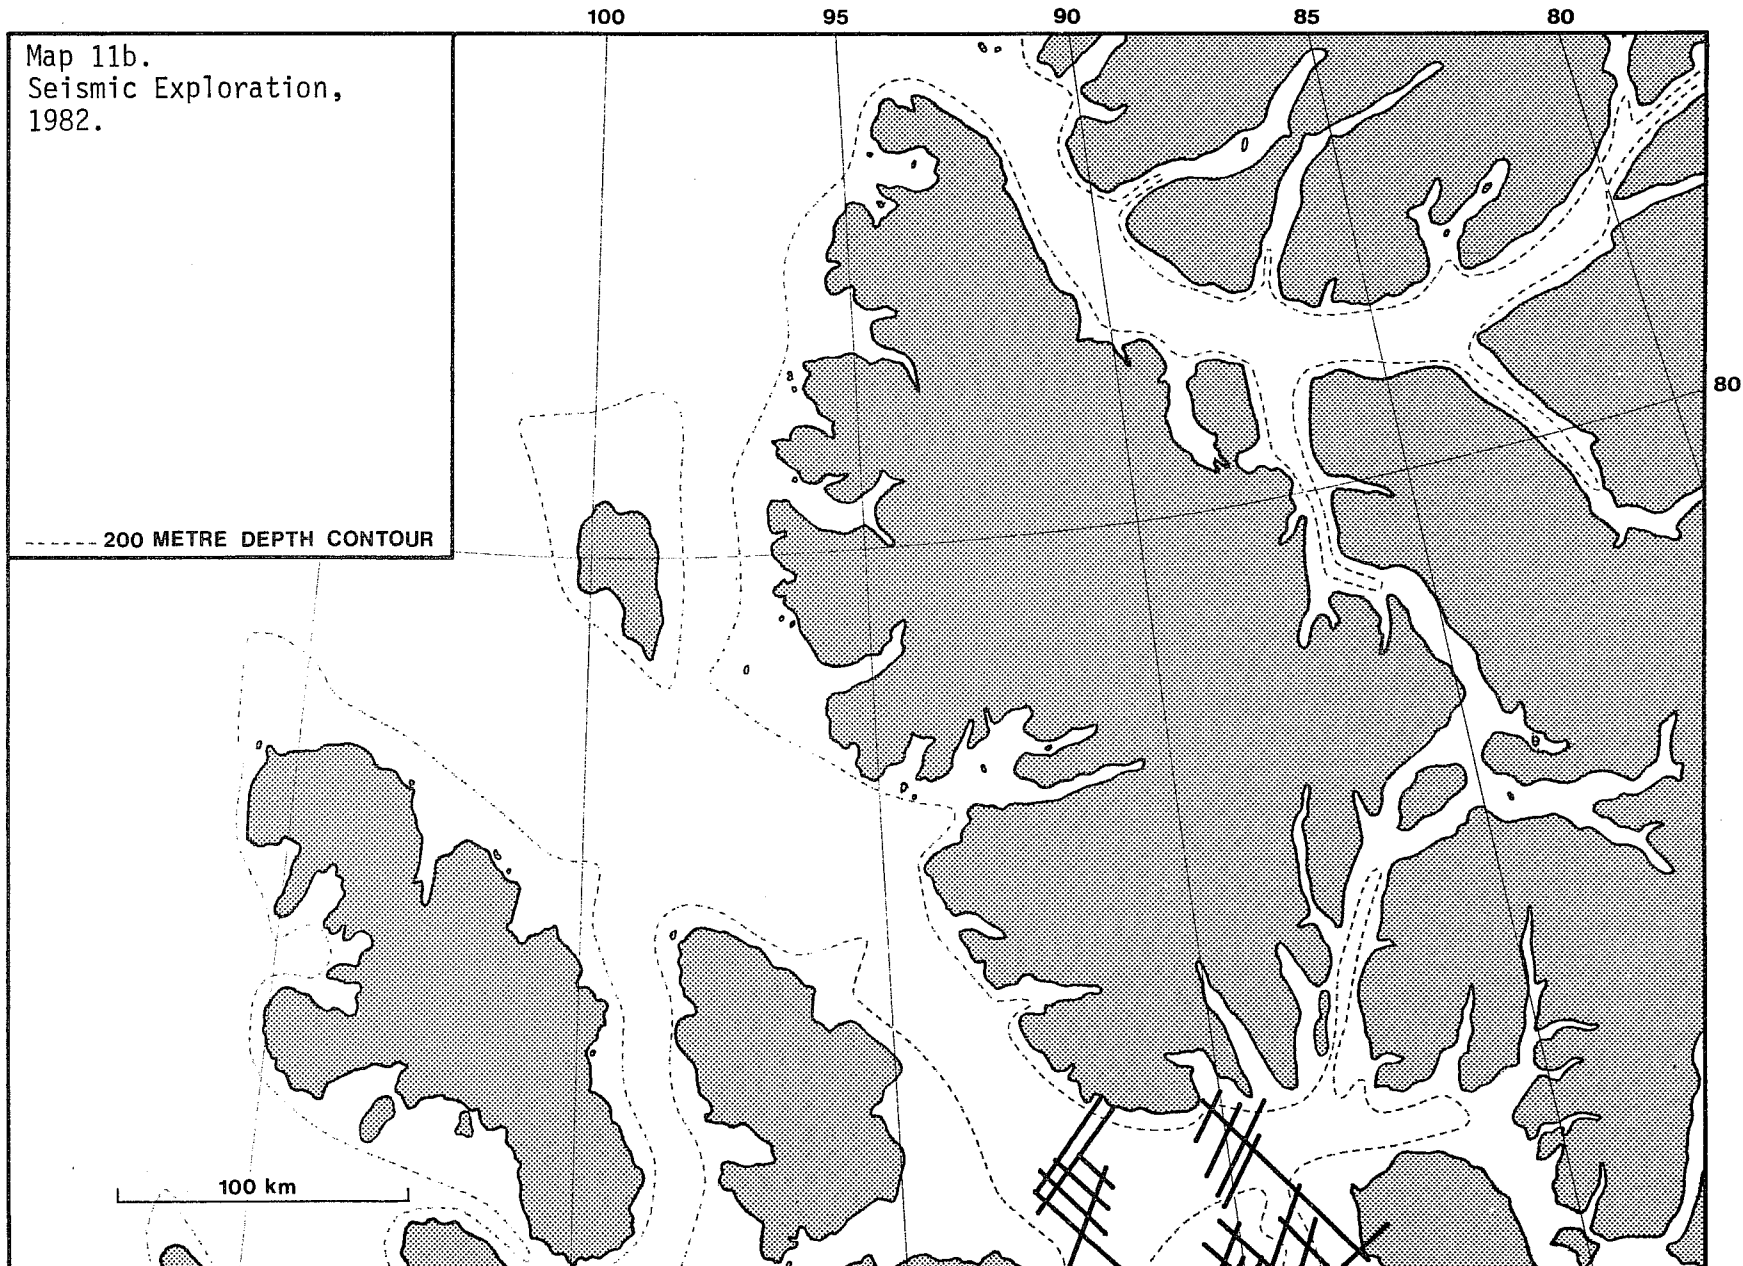 100 95 90 85 80
Map 11b.
Seismic Exploration,
1982.
80
200 METRE DEPTH CONTOUR
100 km